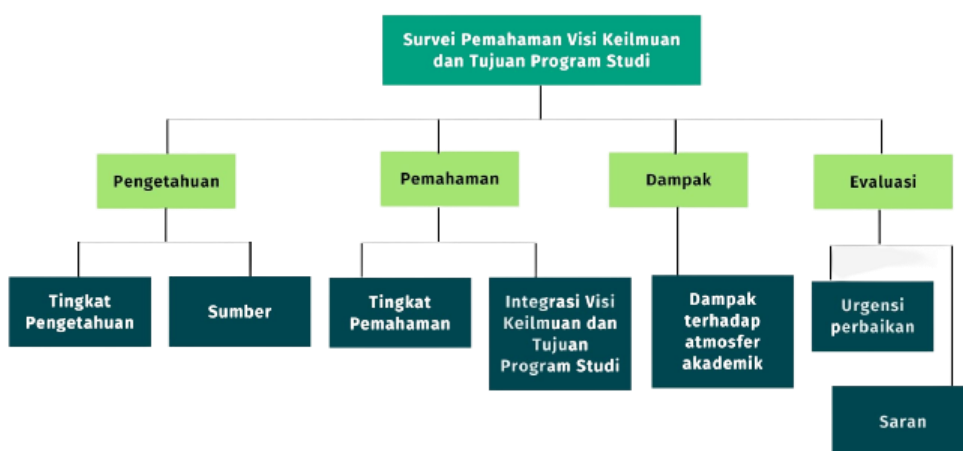 Survei Pemahaman Visi Keilmuan
dan Tujuan Program Studi
Pengetahuan
Pemahaman
Dampak
Evaluasi
Tingkat
Pengetahuan
Sumber
Tingkat
Pemahaman
Integrasi Visi
Keilmuan dan
Tujuan
Program Studi
Dampak
terhadap
atmosfer
akademik
Urgensi
perbaikan
Saran